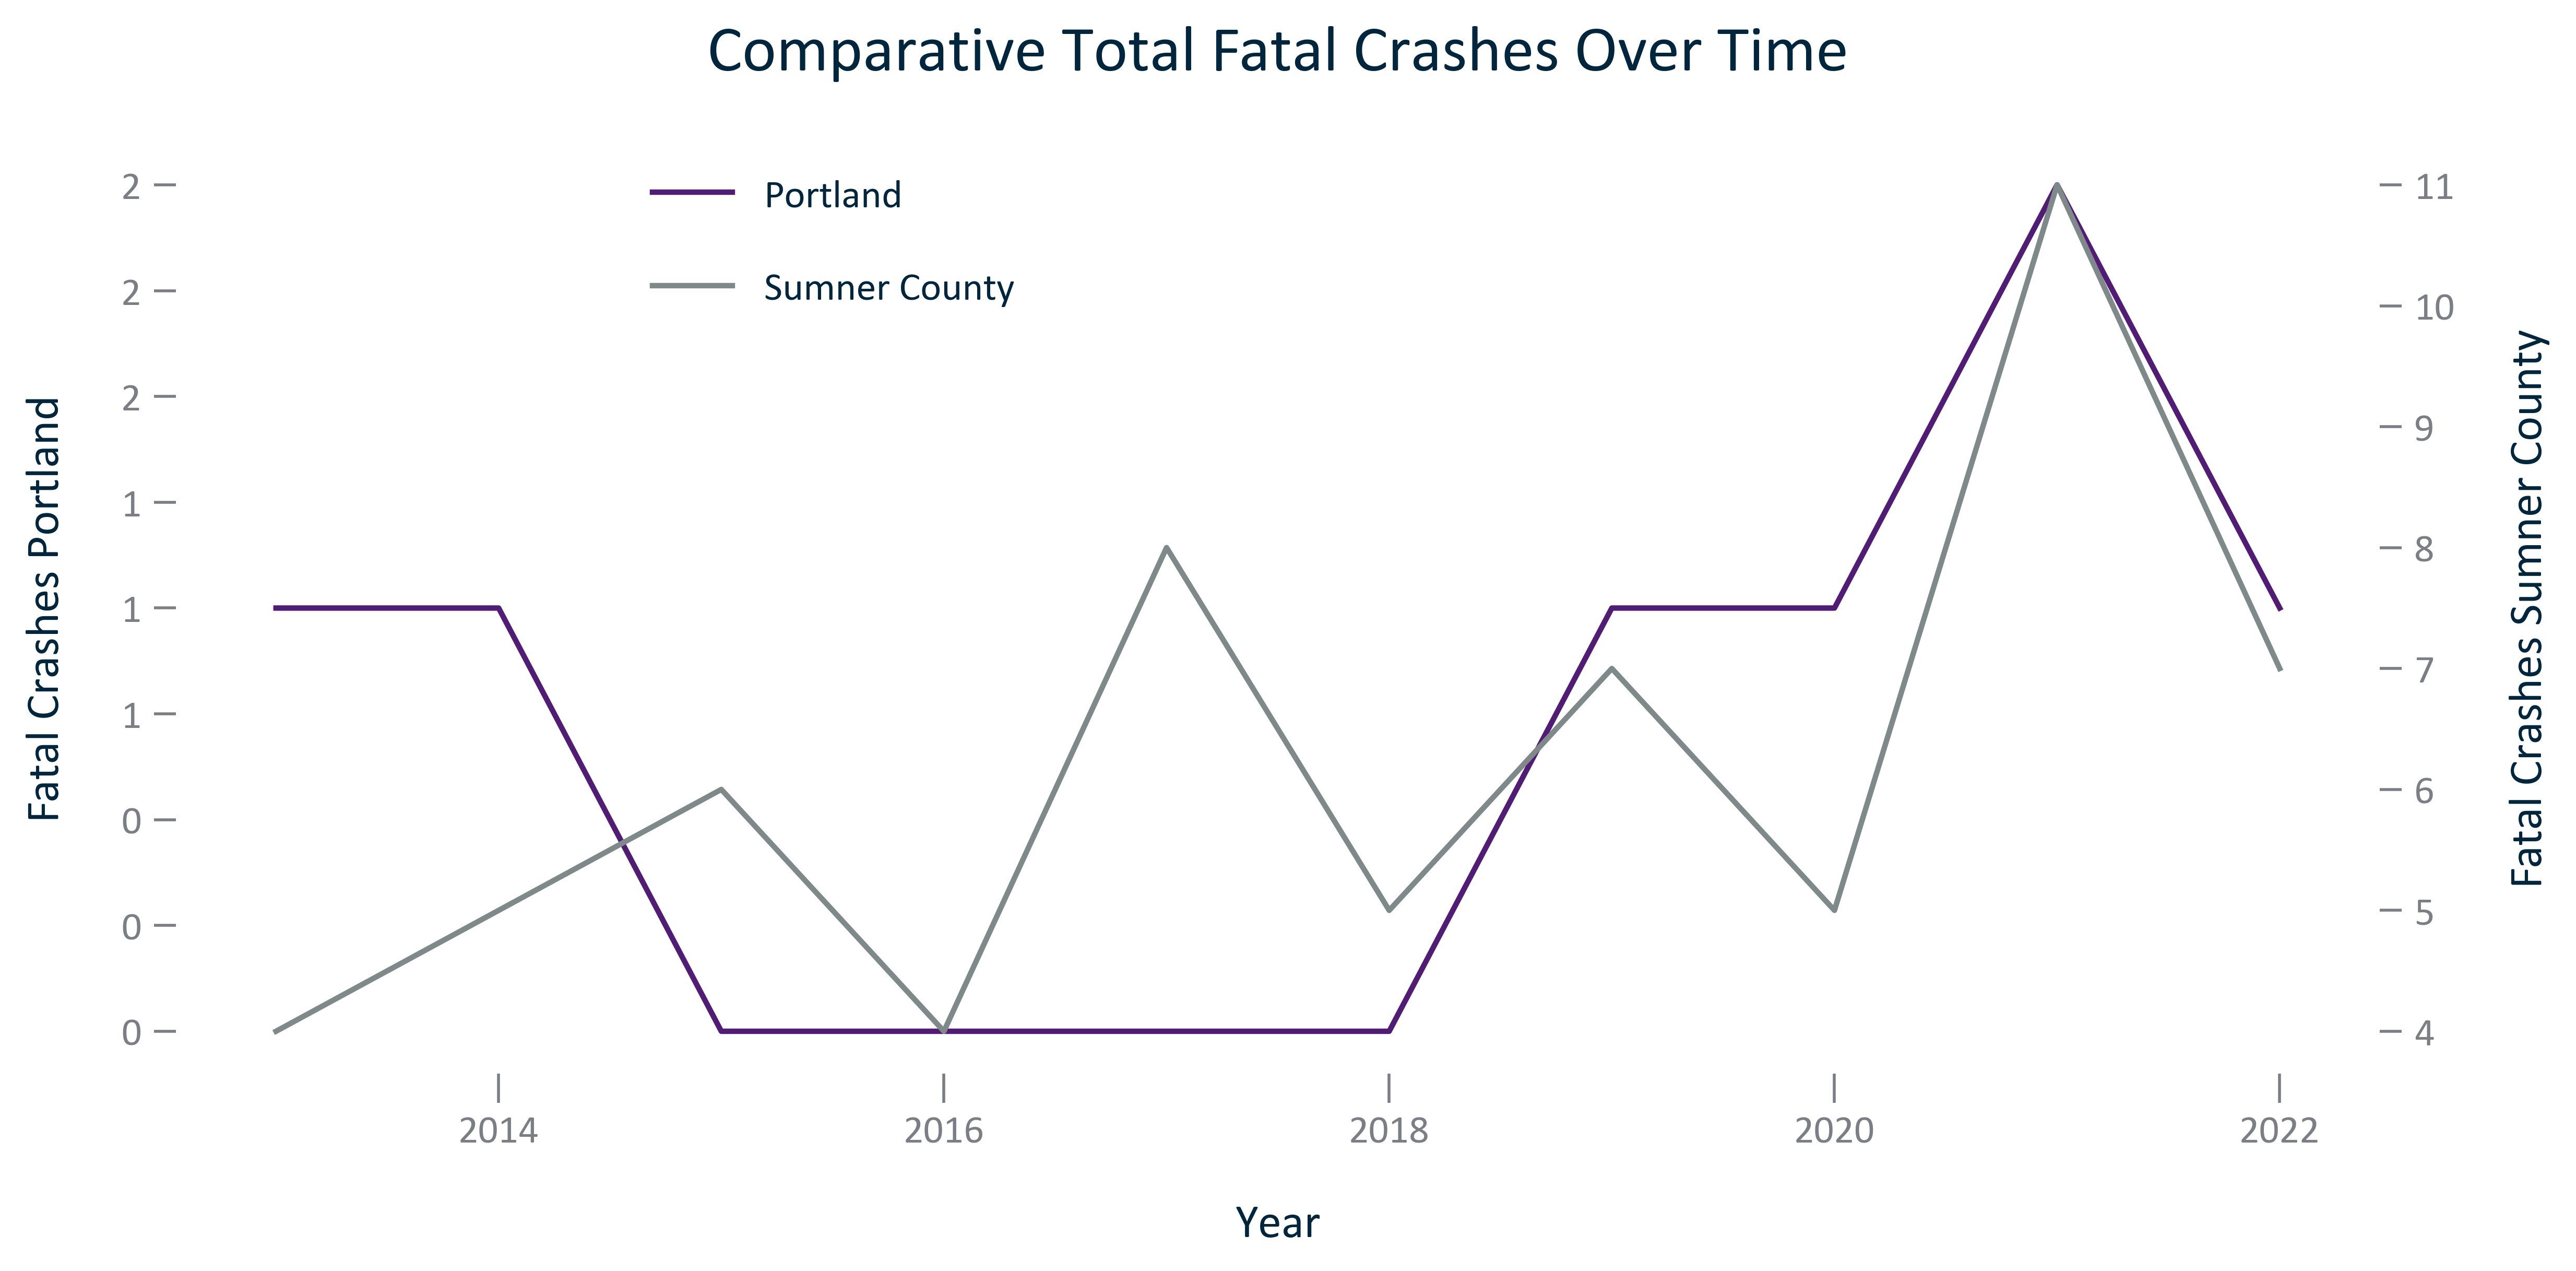 Comparative Total Fatal Crashes Over Time
Portland
Sumner County
Fatal Crashes Portland
2
2
2
1
1
1
0
0
0
11
10
9
8
7
6
5
4
Fatal Crashes Sumner County
2014 2016 2018 2020 2022
Year